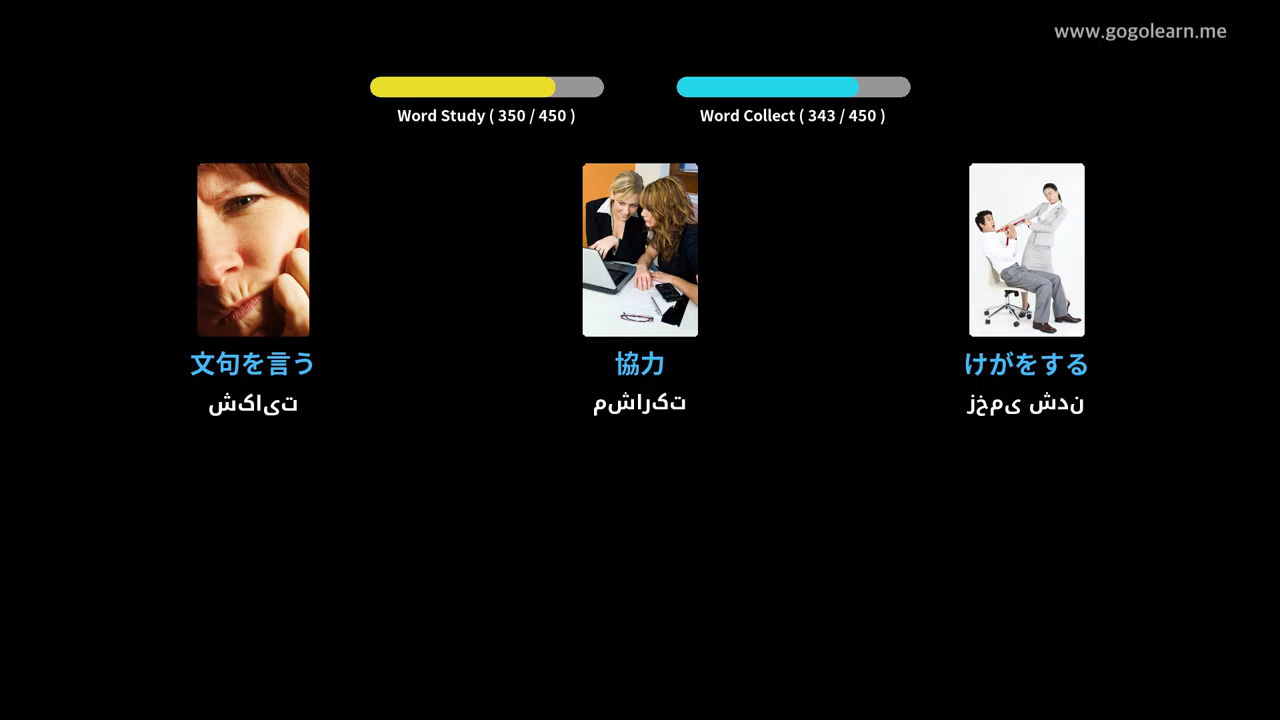 www.gogolearn.me
Word Study ( 350 / 450 )
Word Collect ( 343 / 450 )
文句を言う
تیاکش
協力
تکراشم
けがをする
ندش یمخز